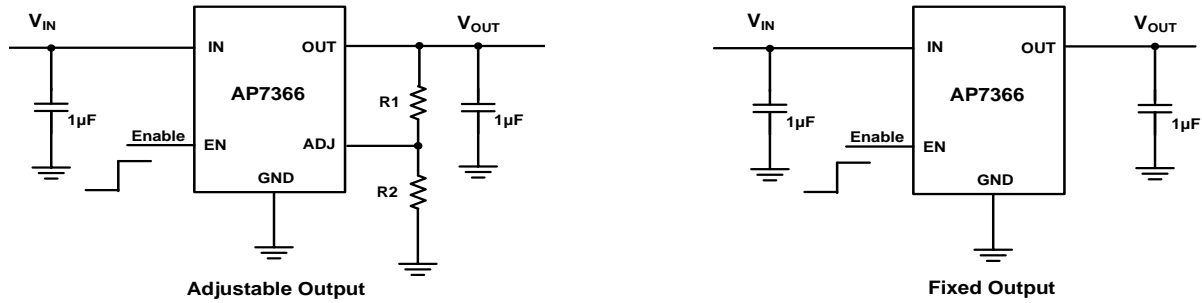 VIN
VOUT
IN
OUT
AP7366
R1
1µF
1µF
Enable
EN
ADJ
GND
R2
Adjustable Output
VIN
VOUT
IN
OUT
AP7366
1µF
1µF
Enable
EN
GND
Fixed Output